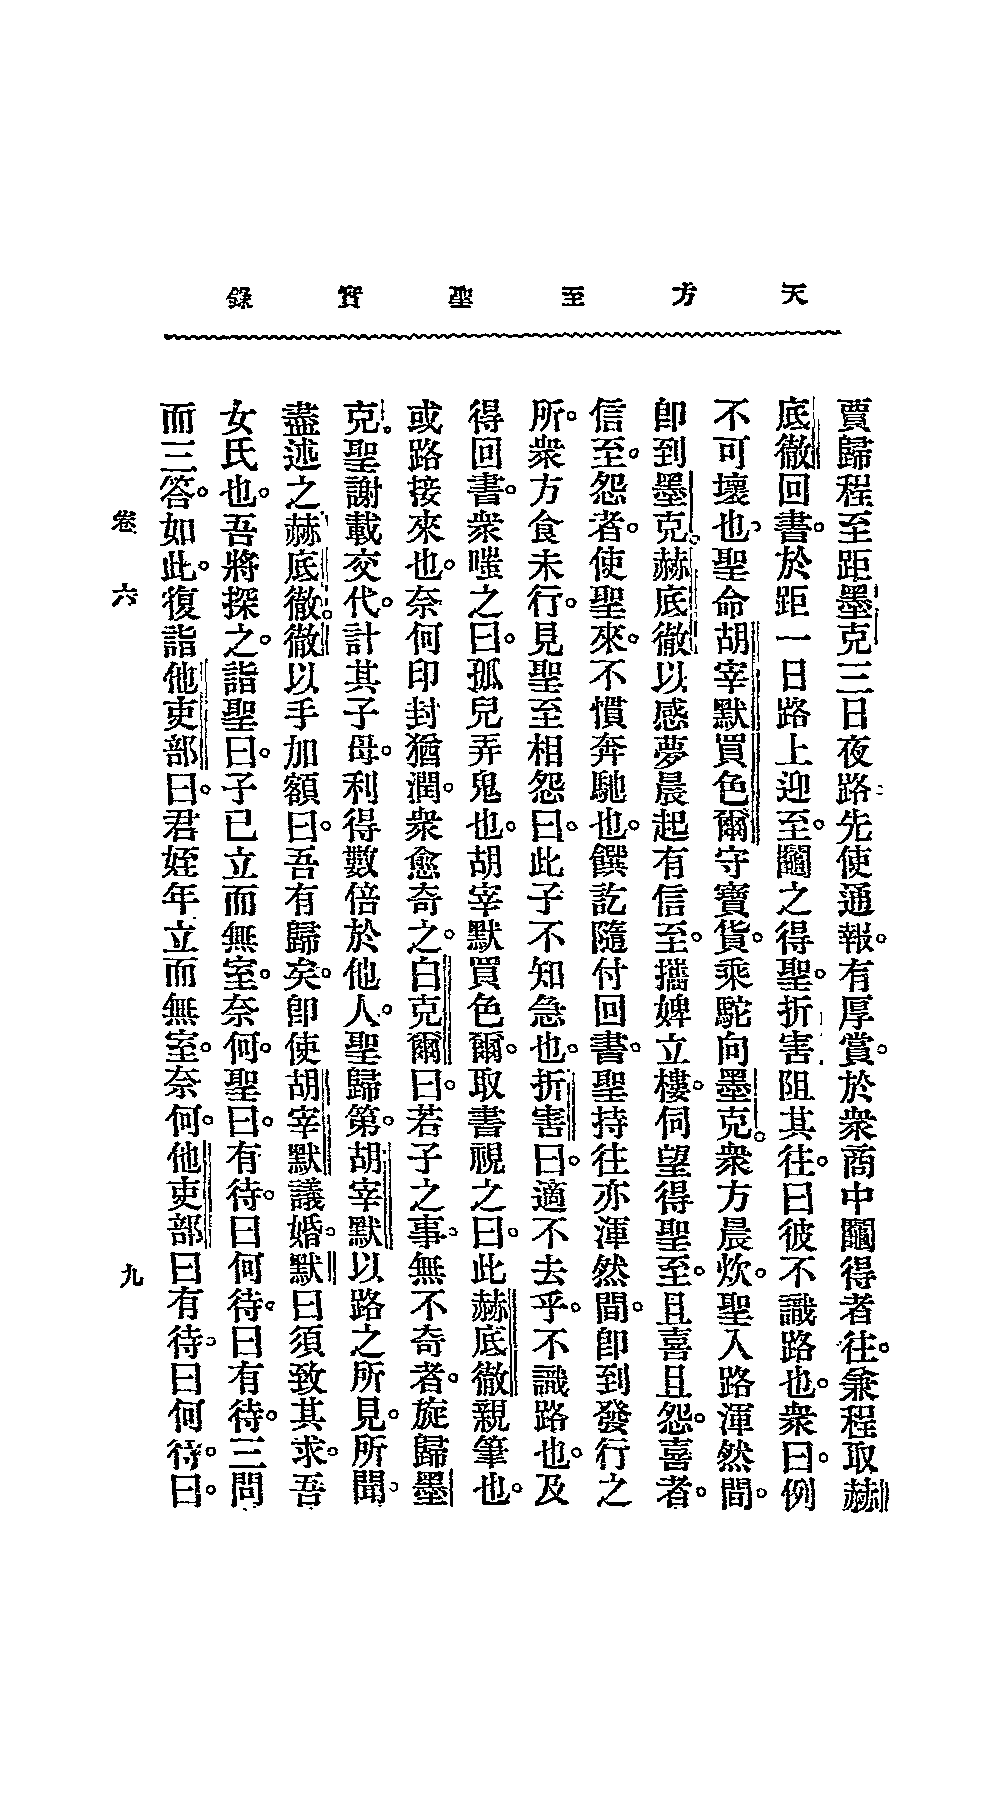 天方至聖實錄
賈歸程至距墨克三日夜路先使通報。有厚賞。於衆商中鬮得者往。兼程取赫
底徹回書。於距一日路上迎至。鬮之得聖。折害阻其往。曰彼不識路也。衆曰。例
不可壞也。聖命胡宰默買色爾守寶貨。乘駝向墨克。衆方晨炊。聖入路渾然間。
卽到墨克。赫底徹以感夢晨起有信至。攜婢立樓。伺望得聖至。且喜且怨。喜者。
信至。怨者。使聖來。不慣奔馳也。饌訖隨付回書。聖持往亦渾然間。卽到發行之
所。衆方食未行。見聖至相怨曰。此子不知急也。折害曰。適不去乎。不識路也。及
得回書。衆嗤之曰。孤兒弄鬼也。胡宰默買色爾。取書視之曰。此赫底徹親筆也。
或路接來也。奈何印封猶潤。衆愈奇之。白克爾曰。若子之事。無不奇者。旋歸墨
克。聖謝載交代。計其子母。利得數倍於他人。聖歸第。胡宰默以路之所見。所聞。
盡述之赫底徹。徹以手加額曰。吾有歸矣。卽使胡宰默議婚。默曰須致其求。吾
女氏也。吾將探之。詣聖曰。子已立而無室。奈何。聖曰。有待。曰何待。曰有待。三問
而三答。如此。復詣他吏部曰。君姪年立而無室。奈何。他吏部曰有待。曰何待。曰。
卷六　九